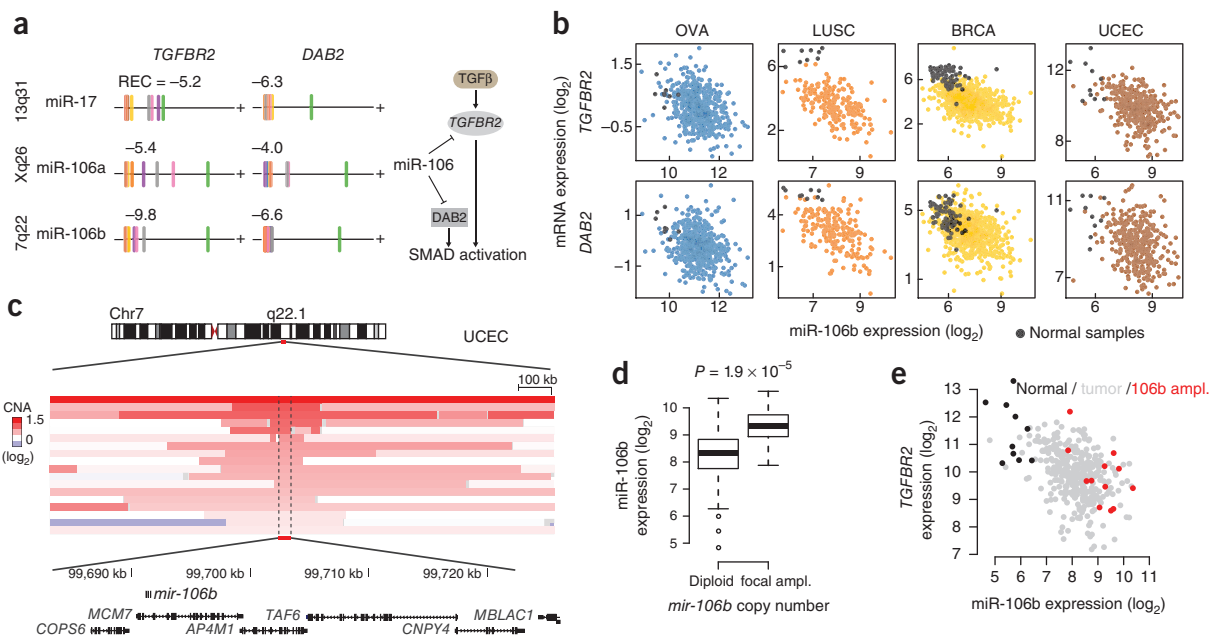 a
TGFBR2 DAB2
13q31 miR-17 REC = −5.2 + −6.3 +
Xq26 miR-106a −5.4 + −4.0 +
7q22 miR-106b −9.8 + −6.6 +
TGFβ
TGFBR2
miR-106
DAB2
SMAD activation
b
OVA LUSC BRCA UCEC
mRNA expression (log2)
TGFBR2
1.5
−0.5
10 12
6
2
7 9
6
2
6 9
12
8
6 9
DAB2
1
−1
10 12
4
1
7 9
5
1
6 9
11
7
6 9
miR-106b expression (log2)
Normal samples
c
Chr7 q22.1
UCEC
100 kb
CNA
1.5
0
(log2)
99,690 kb 99,700 kb 99,710 kb 99,720 kb
mir-106b
MCM7 TAF6 MBLAC1
COPS6 AP4M1 CNPY4
d
P = 1.9 × 10−5
miR-106b
expression (log2)
10
9
8
7
6
5
Diploid focal ampl.
mir-106b copy number
e
Normal / tumor /106b ampl.
TGFBR2
expression (log2)
13
12
11
10
9
8
7
5 6 7 8 9 10 11
miR-106b expression (log2)